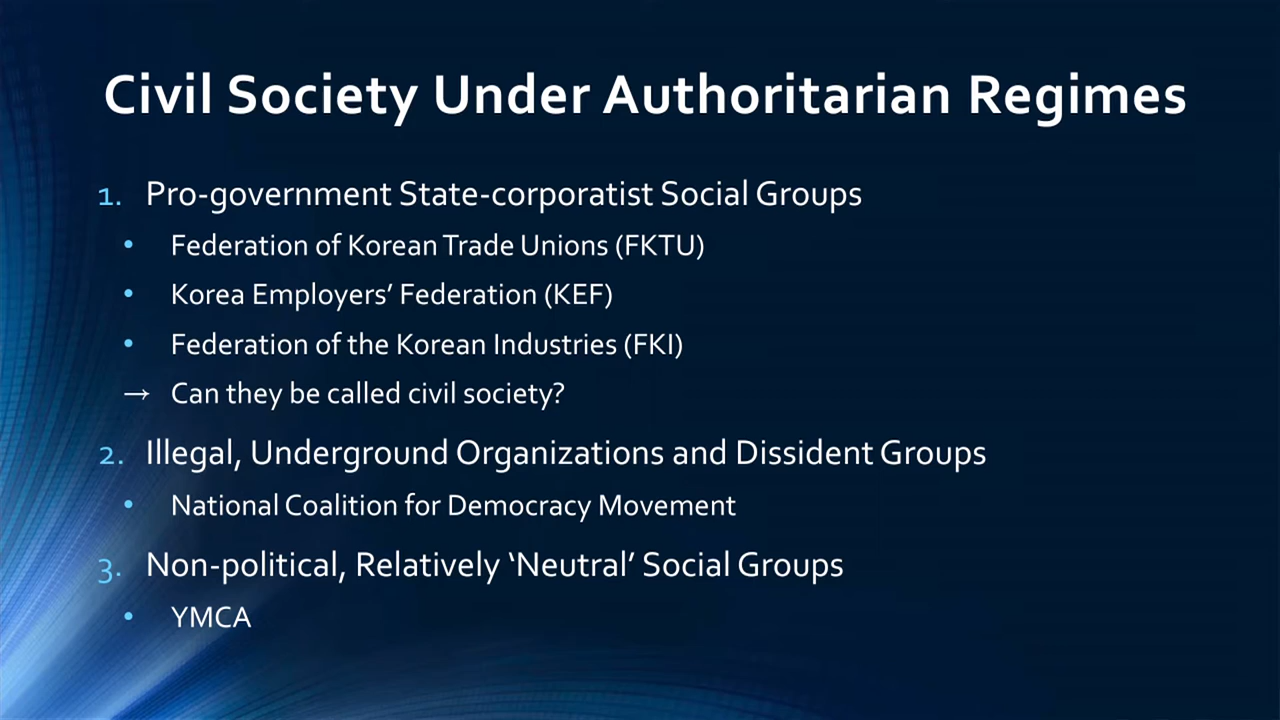 Civil Society Under Authoritarian Regimes
1. Pro-government State-corporatist Social Groups
• Federation of Korean Trade Unions (FKTU)
• Korea Employers’ Federation (KEF)
• Federation of the Korean Industries (FKI)
→ Can they be called civil society?
2. Illegal, Underground Organizations and Dissident Groups
• National Coalition for Democracy Movement
3. Non-political, Relatively ‘Neutral’ Social Groups
• YMCA